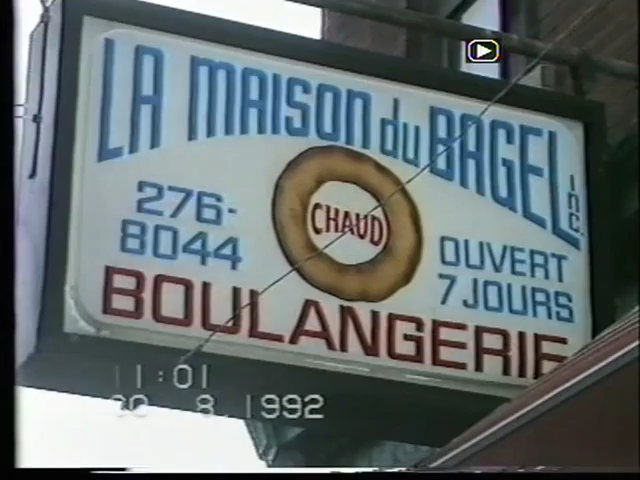 LA MAISON du BAGEL inc.
276-
8044
CHAUD
OUVERT
7 JOURS
BOULANGERIE
11:01
8. 1992